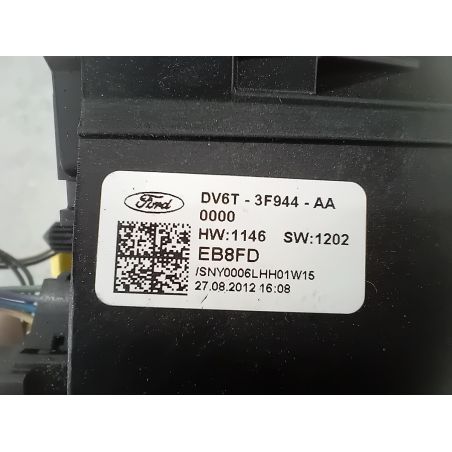 Ford
DV6T - 3F944 - AA
0000
HW:1146 SW:1202
EB8FD
/SNY0006LHH01W15
27.08.2012 16:08